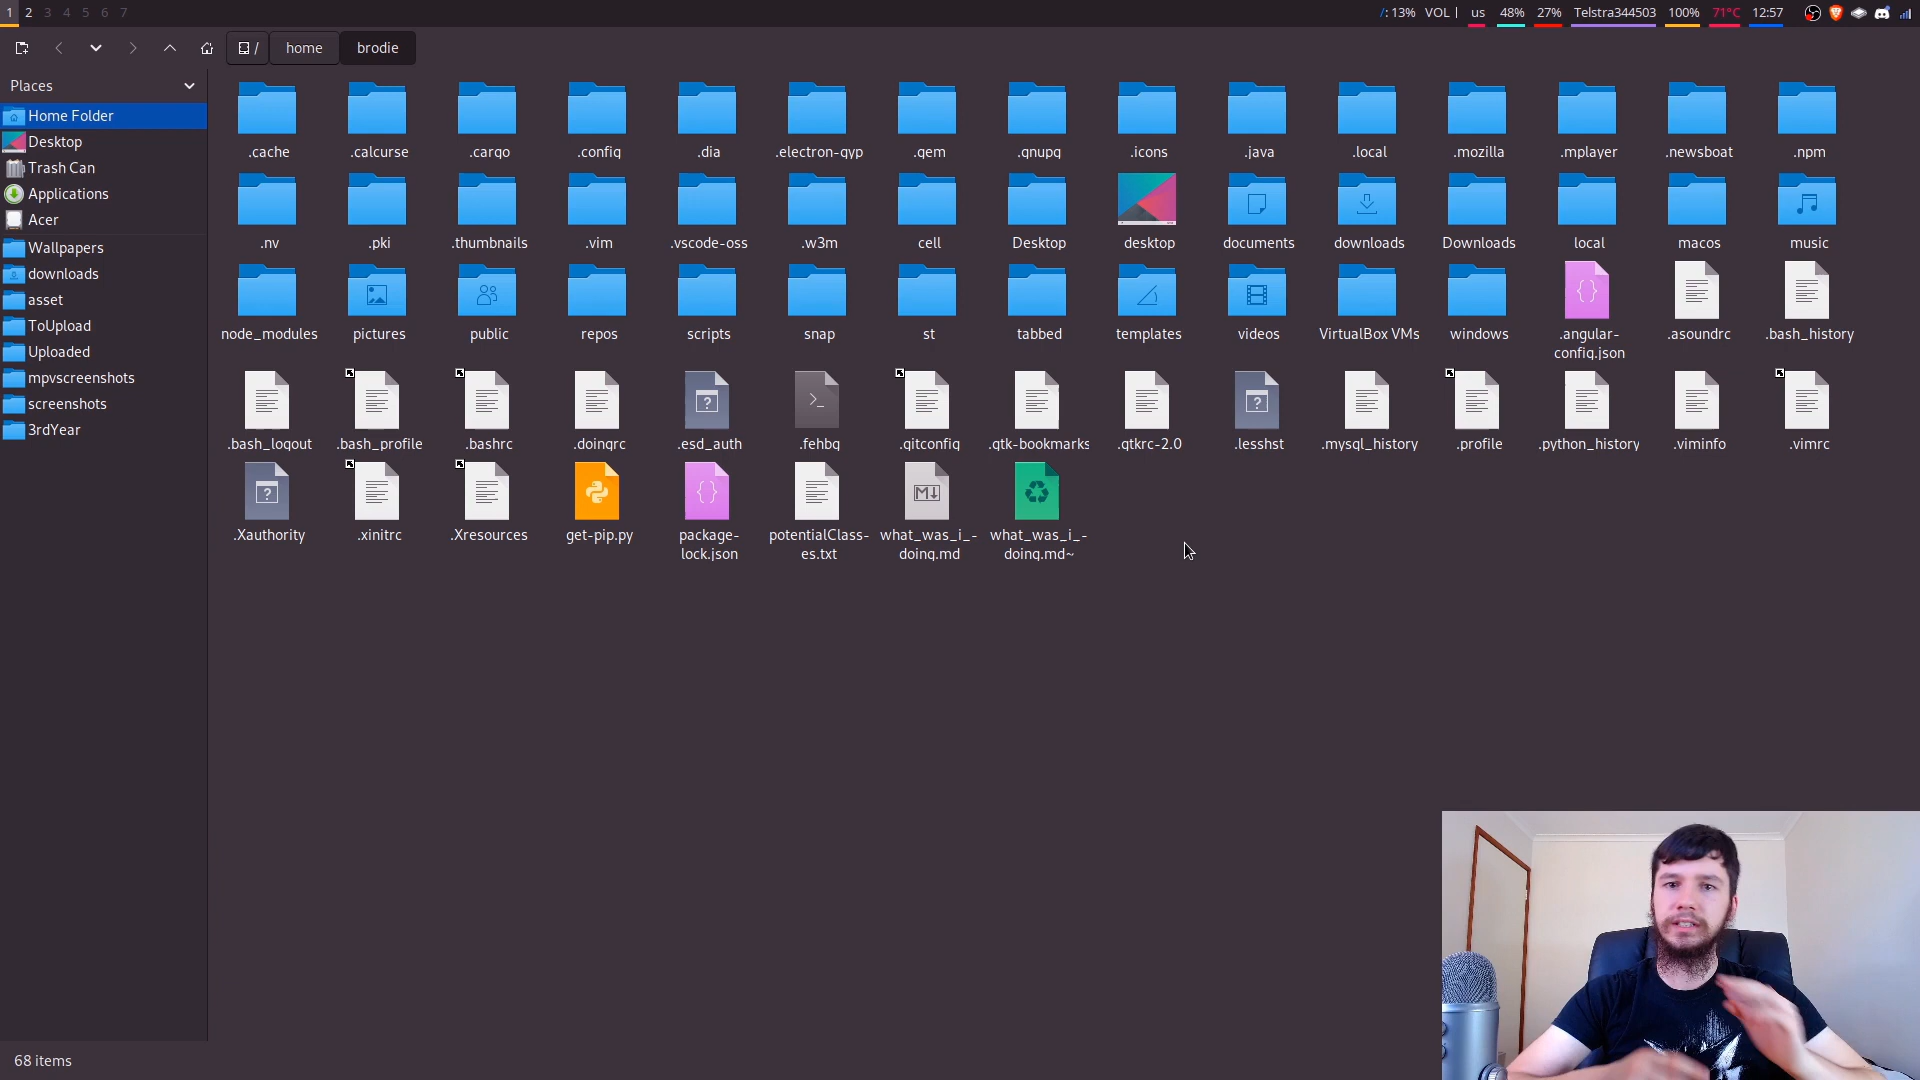 1 2 3 4 5 6 7
/: 13% VOL | us 48% 27% Telstra344503 100% 71°C 12:57
/ home brodie
Places
Home Folder
Desktop
Trash Can
Applications
Acer
Wallpapers
downloads
asset
ToUpload
Uploaded
mpvscreenshots
screenshots
3rdYear
.cache .calcurse .cargo .config .dia .electron-gyp .gem .gnupg .icons .java .local .mozilla .mplayer .newsboat .npm
.nv .pki .thumbnails .vim .vscode-oss .w3m cell Desktop desktop documents downloads Downloads local macos music
node_modules pictures public repos scripts snap st tabbed templates videos VirtualBox VMs windows .angular- .asoundrc .bash_history
config.json
.bash_logout .bash_profile .bashrc .doingrc .esd_auth .fehbg .gitconfig .gtk-bookmarks .gtkrc-2.0 .lesshst .mysql_history .profile .python_history .viminfo .vimrc
.Xauthority .xinitrc .Xresources get-pip.py package- potentialClass- what_was_i_- what_was_i_-
lock.json es.txt doing.md doing.md~
68 items